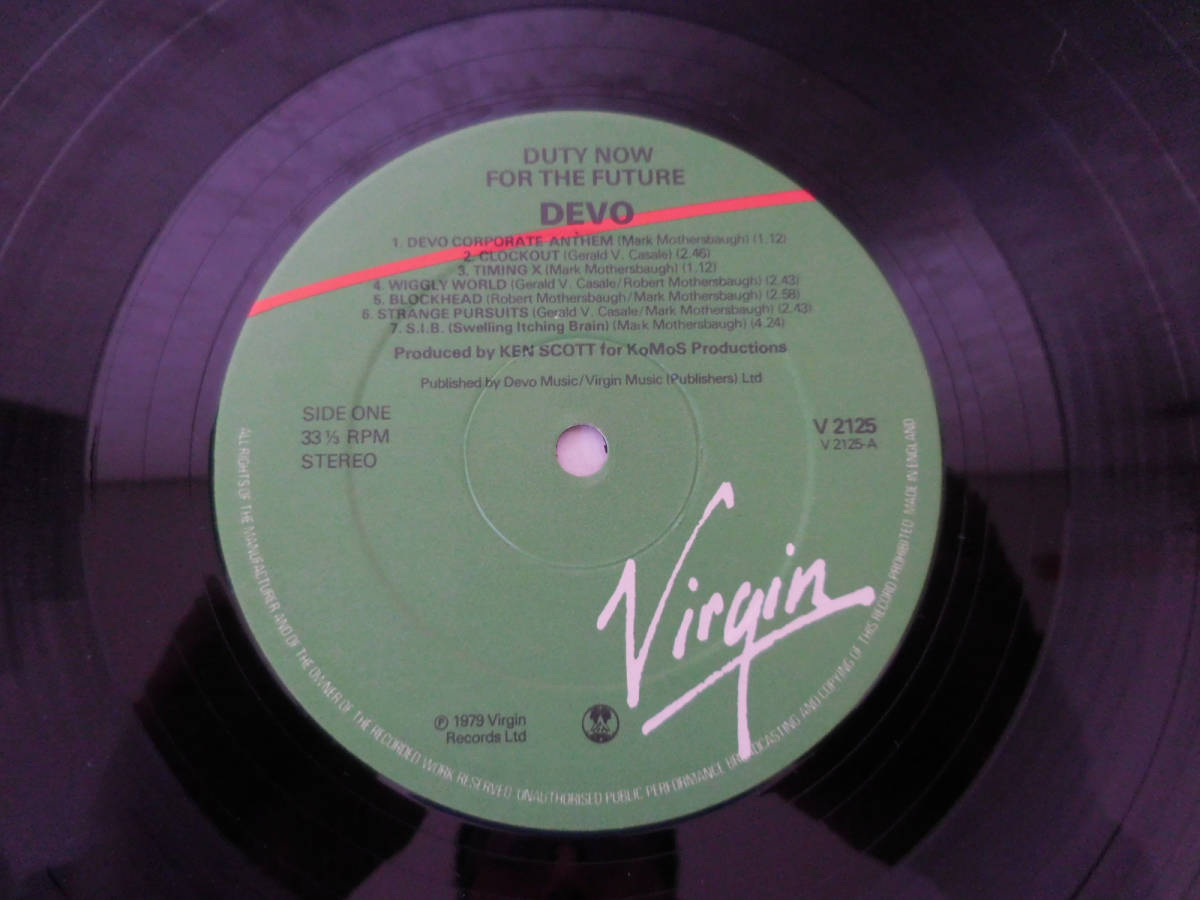 DUTY NOW
FOR THE FUTURE
DEVO
1. DEVO CORPORATE ANTHEM (Mark Mothersbaugh) (1.12)
2. CLOCKOUT (Gerald V. Casale) (2.46)
3. TIMING X (Mark Mothersbaugh) (1.12)
4. WIGGLY WORLD (Gerald V. Casale/Robert Mothersbaugh) (2.43)
5. BLOCKHEAD (Robert Mothersbaugh/Mark Mothersbaugh) (2.58)
6. STRANGE PURSUITS (Gerald V. Casale/Mark Mothersbaugh) (2.43)
7. S.I.B. (Swelling Itching Brain) (Mark Mothersbaugh) (4.24)
Produced by KEN SCOTT for KoMoS Productions
Published by Devo Music/Virgin Music (Publishers) Ltd
SIDE ONE
33⅓ RPM
STEREO
V 2125
V 2125-A
Virgin
℗ 1979 Virgin
Records Ltd
ALL RIGHTS OF THE MANUFACTURER AND OF THE OWNER OF THE RECORDED WORK RESERVED UNAUTHORISED PUBLIC PERFORMANCE BROADCASTING AND COPYING OF THIS RECORD PROHIBITED MADE IN ENGLAND